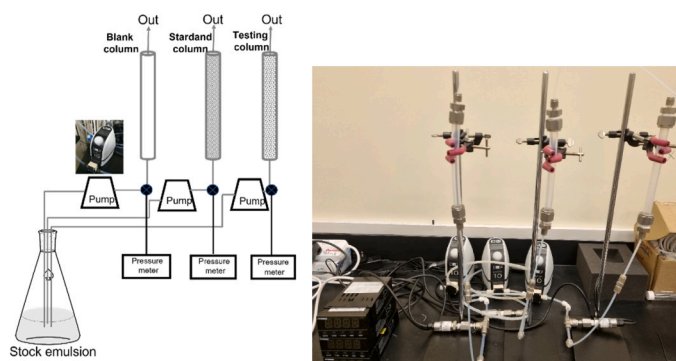 Out
Out
Out
Blank
column
Stardand
column
Testing
column
Pump
Pump
Pump
Pressure
meter
Pressure
meter
Pressure
meter
Stock emulsion